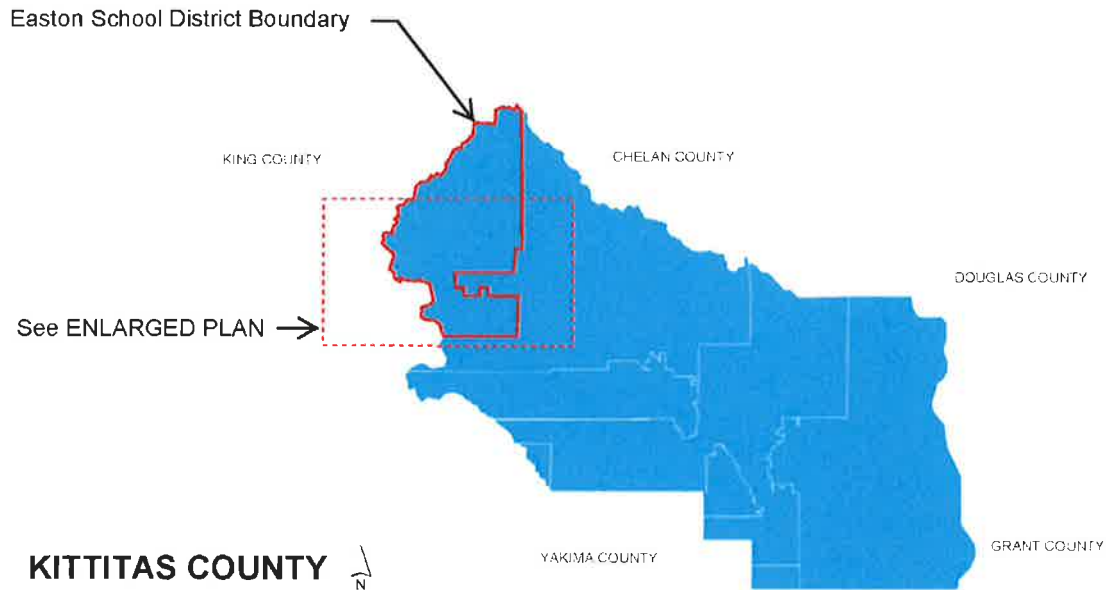 Easton School District Boundary
KING COUNTY
CHELAN COUNTY
DOUGLAS COUNTY
See ENLARGED PLAN
KITTITAS COUNTY
N
YAKIMA COUNTY
GRANT COUNTY